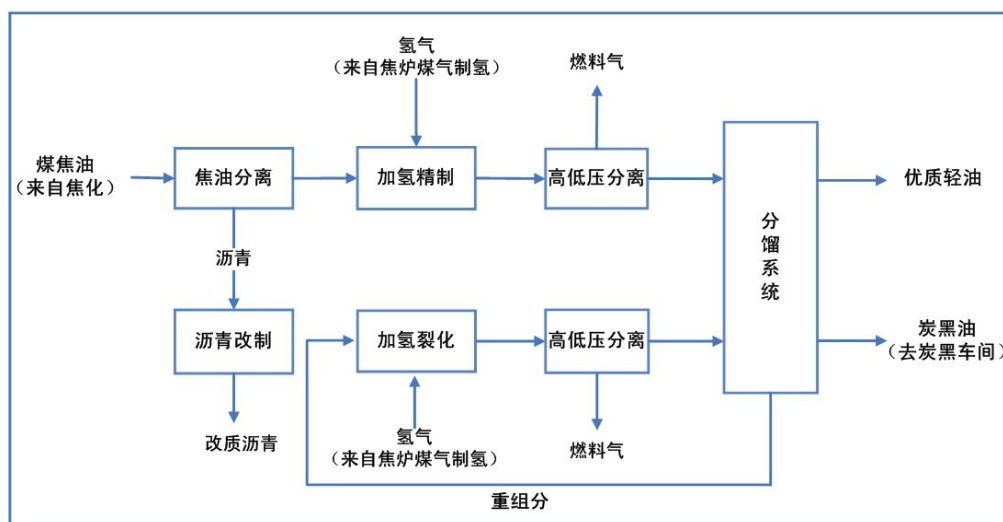 氢气
（来自焦炉煤气制氢）
燃料气
煤焦油
（来自焦化）
焦油分离
加氢精制
高低压分离
优质轻油
分馏系统
沥青
沥青改制
加氢裂化
高低压分离
炭黑油
（去炭黑车间）
改质沥青
氢气
（来自焦炉煤气制氢）
燃料气
重组分